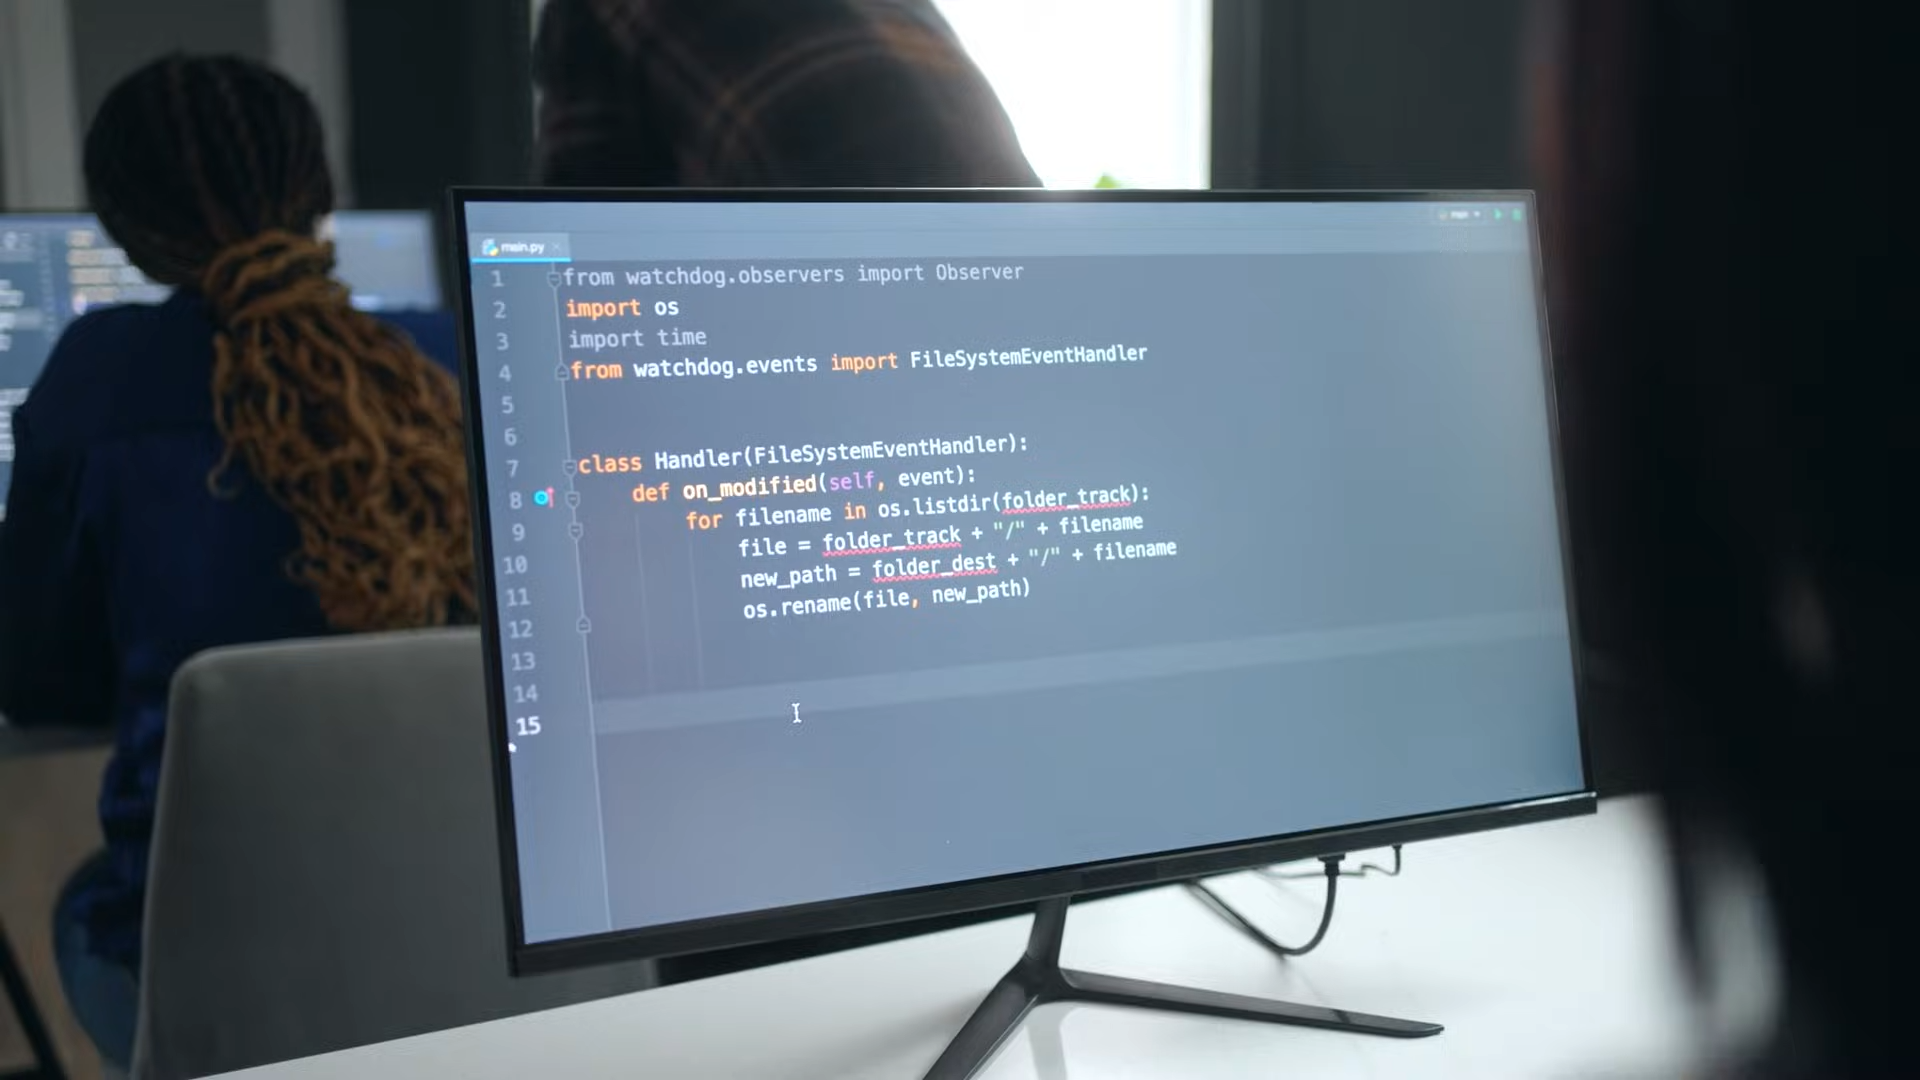 main
main.py
1 from watchdog.observers import Observer
2 import os
3 import time
4 from watchdog.events import FileSystemEventHandler
5
6
7 class Handler(FileSystemEventHandler):
8 def on_modified(self, event):
9 for filename in os.listdir(folder_track):
10 file = folder_track + "/" + filename
11 new_path = folder_dest + "/" + filename
12 os.rename(file, new_path)
13
14
15